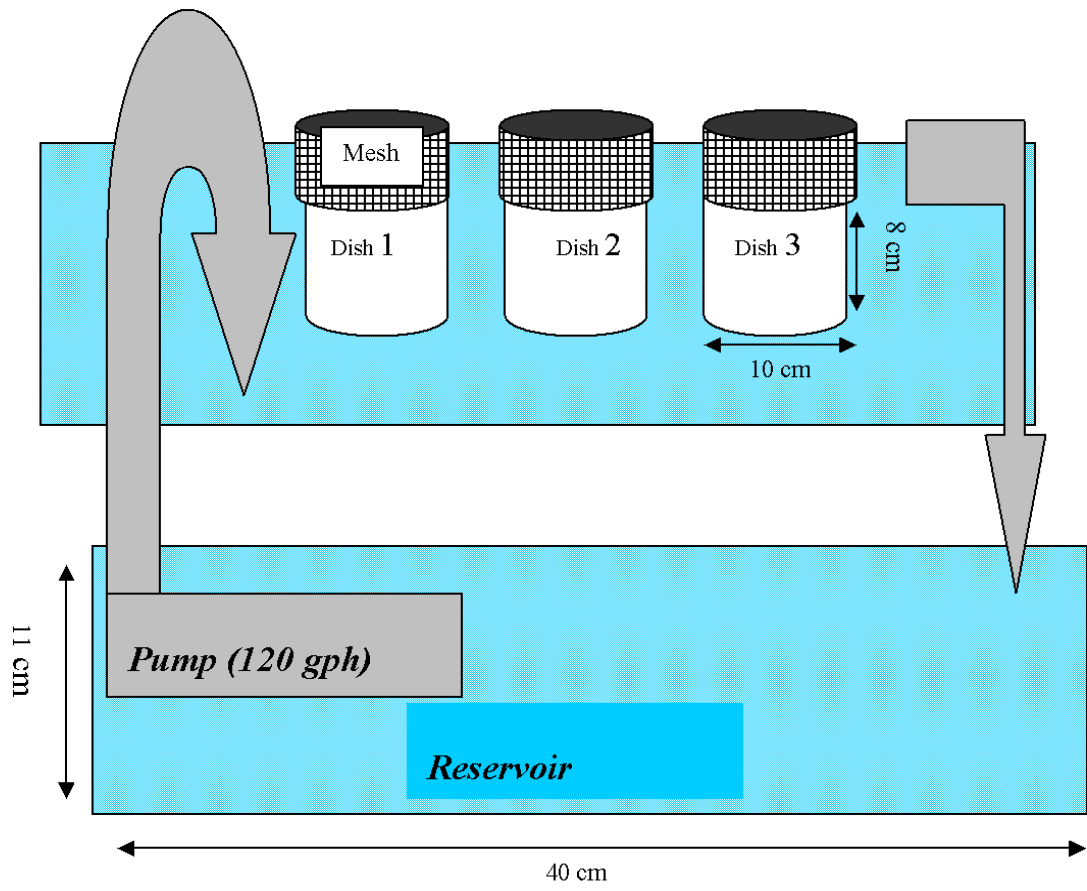 Mesh
Dish 1
Dish 2
Dish 3
8 cm
10 cm
11 cm
Pump (120 gph)
Reservoir
40 cm